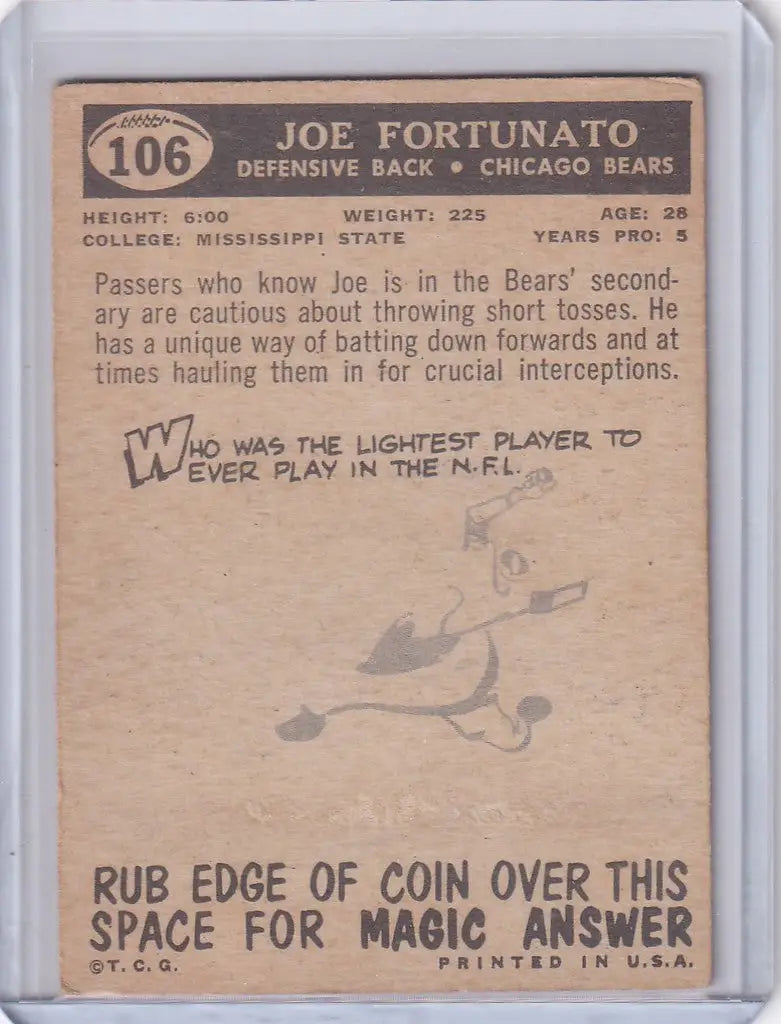 106
JOE FORTUNATO
DEFENSIVE BACK • CHICAGO BEARS
HEIGHT: 6:00 WEIGHT: 225 AGE: 28
COLLEGE: MISSISSIPPI STATE YEARS PRO: 5
Passers who know Joe is in the Bears' second-
ary are cautious about throwing short tosses. He
has a unique way of batting down forwards and at
times hauling them in for crucial interceptions.
WHO WAS THE LIGHTEST PLAYER TO
EVER PLAY IN THE N.F.L.
RUB EDGE OF COIN OVER THIS
SPACE FOR MAGIC ANSWER
©T.C.G. PRINTED IN U.S.A.